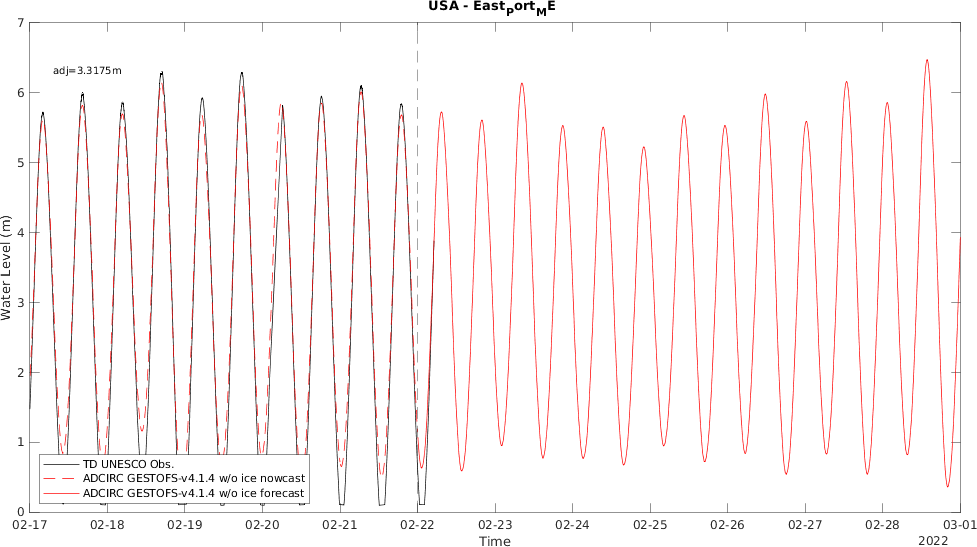 USA - EastPortME
adj=3.3175m
Water Level (m)
7
6
5
4
3
2
1
0
TD UNESCO Obs.
ADCIRC GESTOFS-v4.1.4 w/o ice nowcast
ADCIRC GESTOFS-v4.1.4 w/o ice forecast
02-17 02-18 02-19 02-20 02-21 02-22 02-23 02-24 02-25 02-26 02-27 02-28 03-01
Time
2022